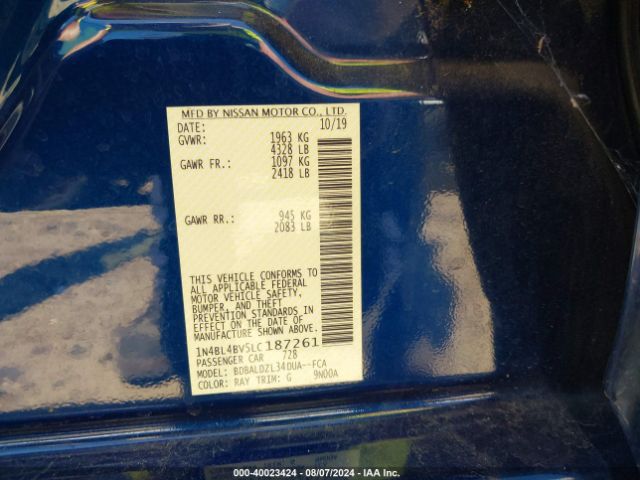 MFD BY NISSAN MOTOR CO., LTD.
DATE: 10/19
GVWR: 1963 KG
4328 LB
GAWR FR.: 1097 KG
2418 LB
GAWR RR.: 945 KG
2083 LB
THIS VEHICLE CONFORMS TO
ALL APPLICABLE FEDERAL
MOTOR VEHICLE SAFETY,
BUMPER, AND THEFT
PREVENTION STANDARDS IN
EFFECT ON THE DATE OF
MANUFACTURE SHOWN ABOVE.
1N4BL4BV5LC187261
PASSENGER CAR 728
MODEL: BDBALDZL34DUA--FCA
COLOR: RAY TRIM: G 9N00A
000-40023424 - 08/07/2024 - IAA Inc.